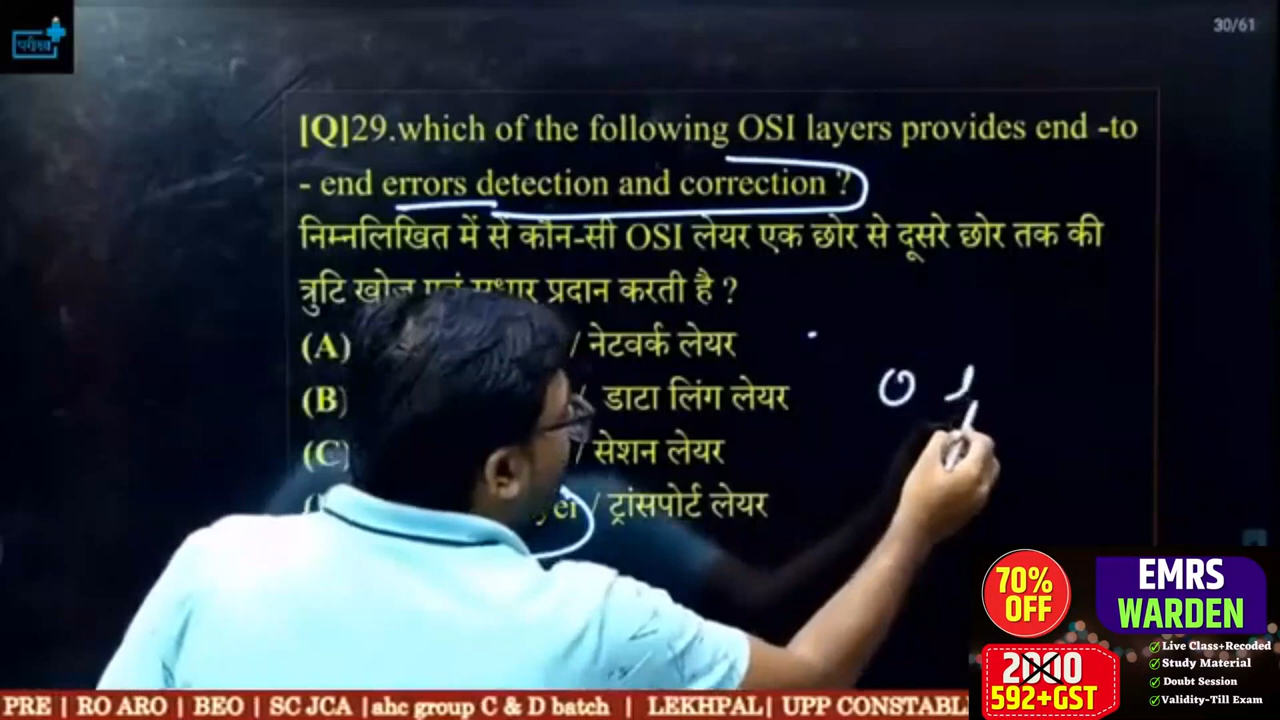 परीक्षा
30/61
[Q]29.which of the following OSI layers provides end -to
- end errors detection and correction ?
निम्नलिखित में से कौन-सी OSI लेयर एक छोर से दूसरे छोर तक की
त्रुटि खोज एवं सुधार प्रदान करती है ?
(A) / नेटवर्क लेयर
(B) / डाटा लिंग लेयर
(C) / सेशन लेयर
/ ट्रांसपोर्ट लेयर
O
70%
OFF
EMRS
WARDEN
2000
592+GST
Live Class+Recoded
Study Material
Doubt Session
Validity-Till Exam
PRE | RO ARO | BEO | SC JCA |ahc group C & D batch | LEKHPAL| UPP CONSTABL